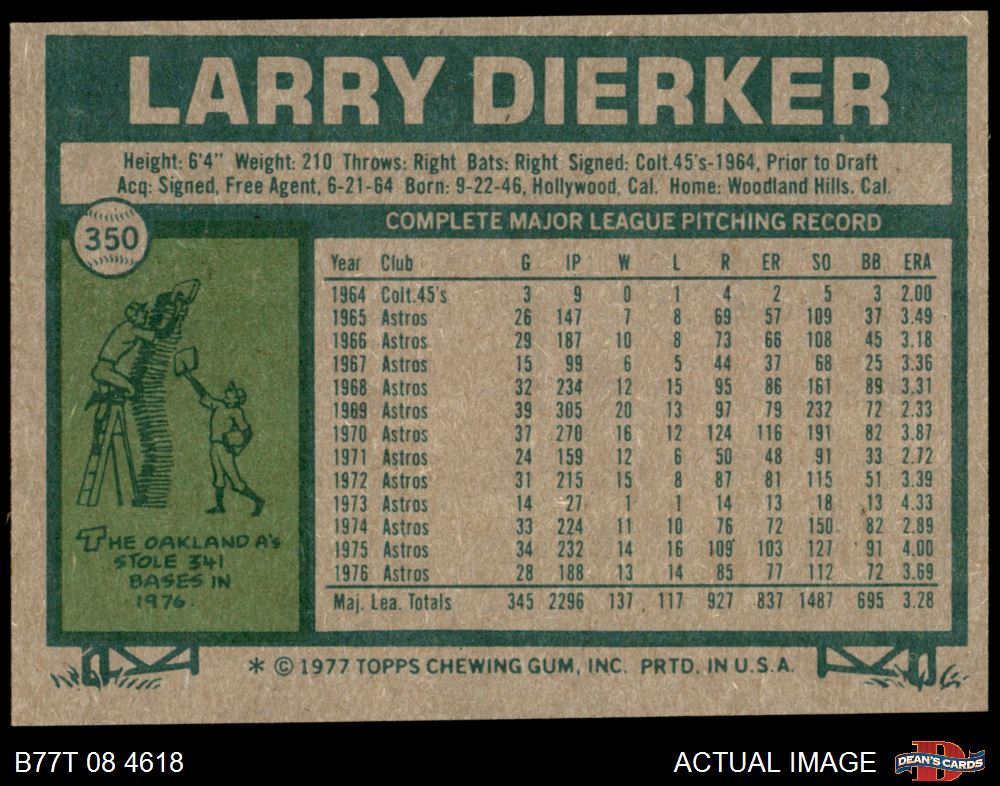 LARRY DIERKER
Height: 6'4" Weight: 210 Throws: Right Bats: Right Signed: Colt.45's-1964, Prior to Draft
Acq: Signed, Free Agent, 6-21-64 Born: 9-22-46, Hollywood, Cal. Home: Woodland Hills. Cal.
350
COMPLETE MAJOR LEAGUE PITCHING RECORD
Year Club G IP W L R ER SO BB ERA
1964 Colt.45's 3 9 0 1 4 2 5 3 2.00
1965 Astros 26 147 7 8 69 57 109 37 3.49
1966 Astros 29 187 10 8 73 66 108 45 3.18
1967 Astros 15 99 6 5 44 37 68 25 3.36
1968 Astros 32 234 12 15 95 86 161 89 3.31
1969 Astros 39 305 20 13 97 79 232 72 2.33
1970 Astros 37 270 16 12 124 116 191 82 3.87
1971 Astros 24 159 12 6 50 48 91 33 2.72
1972 Astros 31 215 15 8 87 81 115 51 3.39
1973 Astros 14 27 1 1 14 13 18 13 4.33
1974 Astros 33 224 11 10 76 72 150 82 2.89
1975 Astros 34 232 14 16 109 103 127 91 4.00
1976 Astros 28 188 13 14 85 77 112 72 3.69
Maj. Lea. Totals 345 2296 137 117 927 837 1487 695 3.28
THE OAKLAND A's
STOLE 341
BASES IN
1976.
* © 1977 TOPPS CHEWING GUM, INC. PRTD. IN U.S.A.
B77T 08 4618
ACTUAL IMAGE
D
DEAN'S CARDS